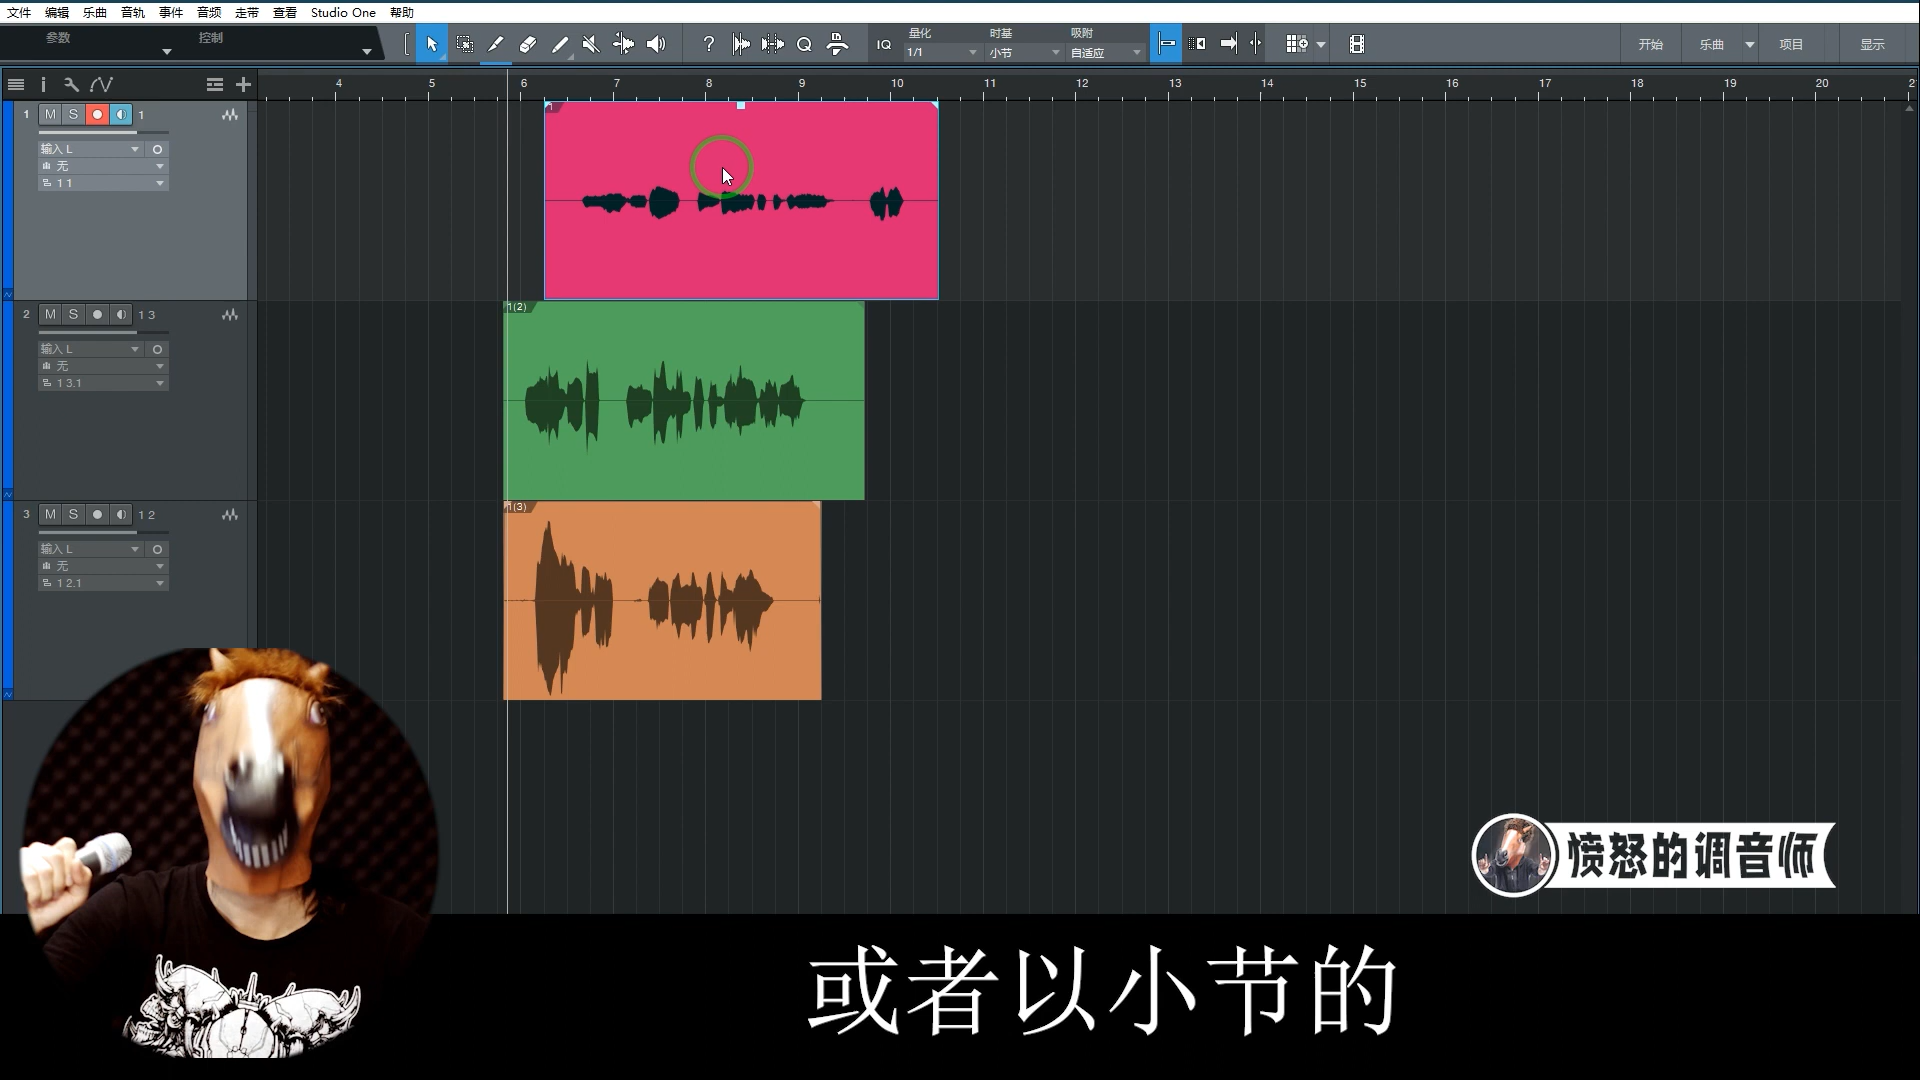 文件 编辑 乐曲 音轨 事件 音频 走带 查看 Studio One 帮助
参数 控制
IQ 量化 1/1 时基 小节 吸附 自适应 开始 乐曲 项目 显示
4 5 6 7 8 9 10 11 12 13 14 15 16 17 18 19 20
1 M S 1
输入 L
无
1 1
1
2 M S 1 3
输入 L
无
1 3.1
1(2)
3 M S 1 2
输入 L
无
1 2.1
1(3)
愤怒的调音师
或者以小节的